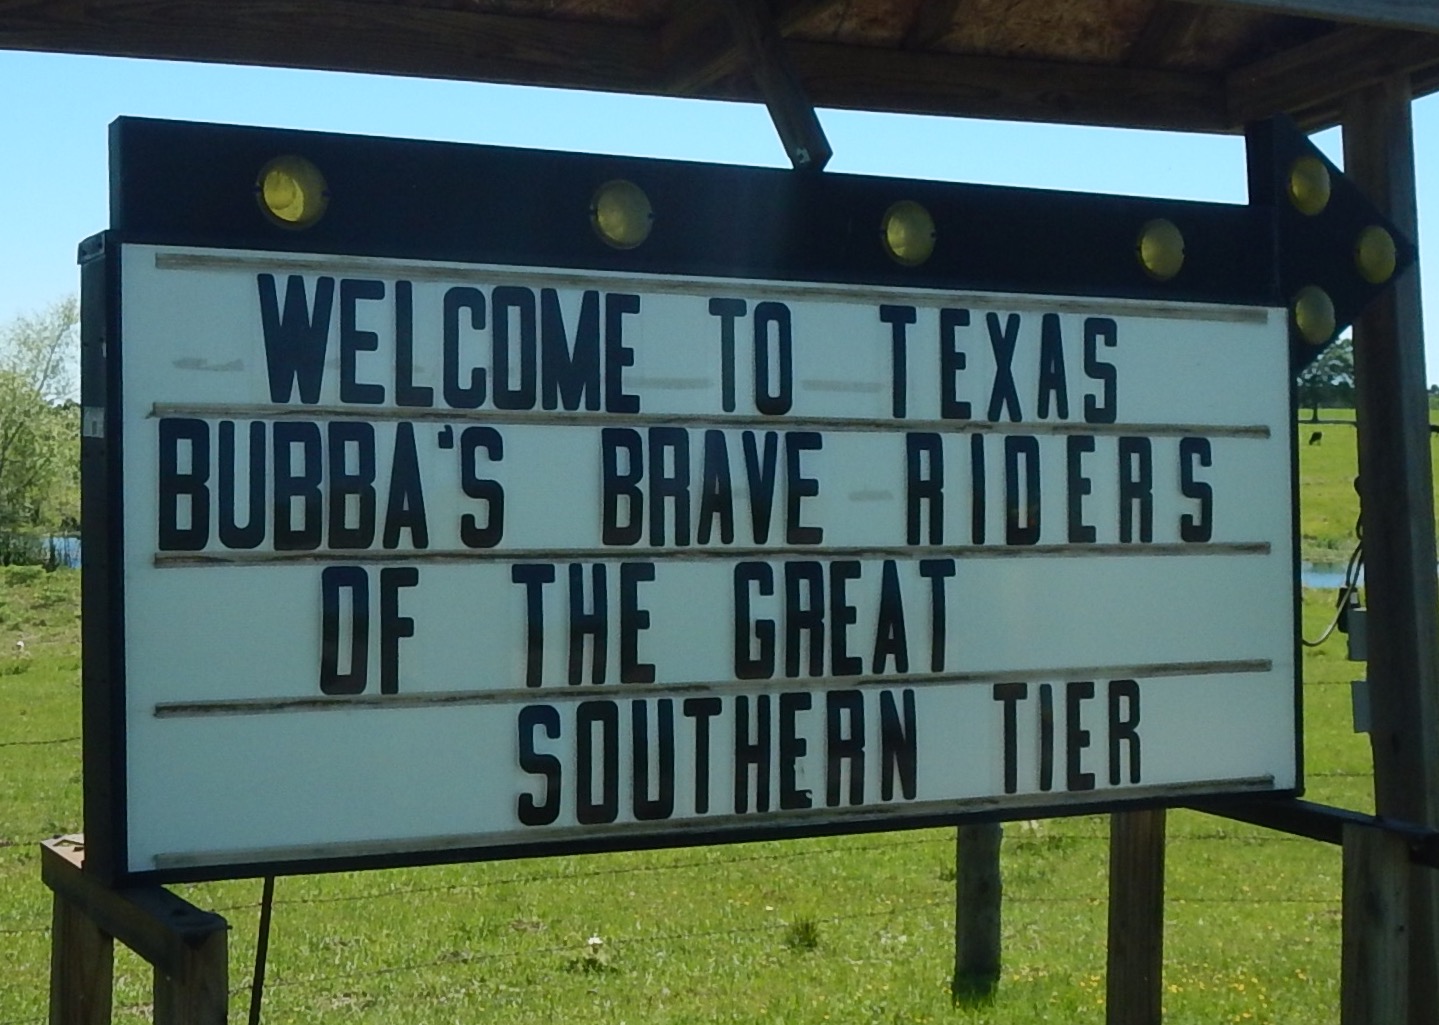 WELCOME TO TEXAS
BUBBA'S BRAVE RIDERS
OF THE GREAT
SOUTHERN TIER